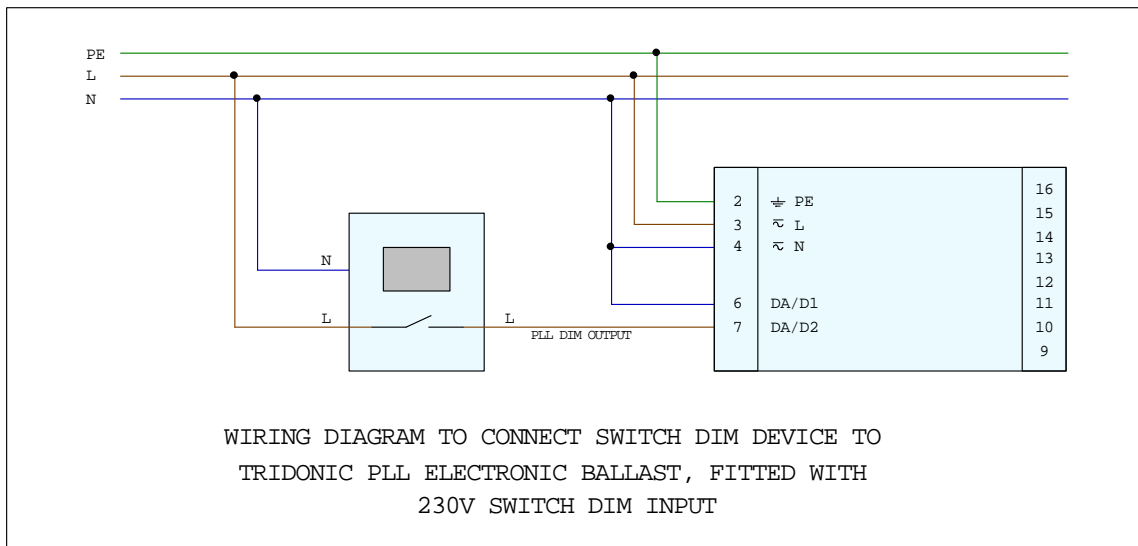 PE
L
N
16
2 ⏚ PE
15
3 ≂ L
14
4 ≂ N
13
N
12
6 DA/D1 11
L L
7 DA/D2 10
PLL DIM OUTPUT
9
WIRING DIAGRAM TO CONNECT SWITCH DIM DEVICE TO
TRIDONIC PLL ELECTRONIC BALLAST, FITTED WITH
230V SWITCH DIM INPUT